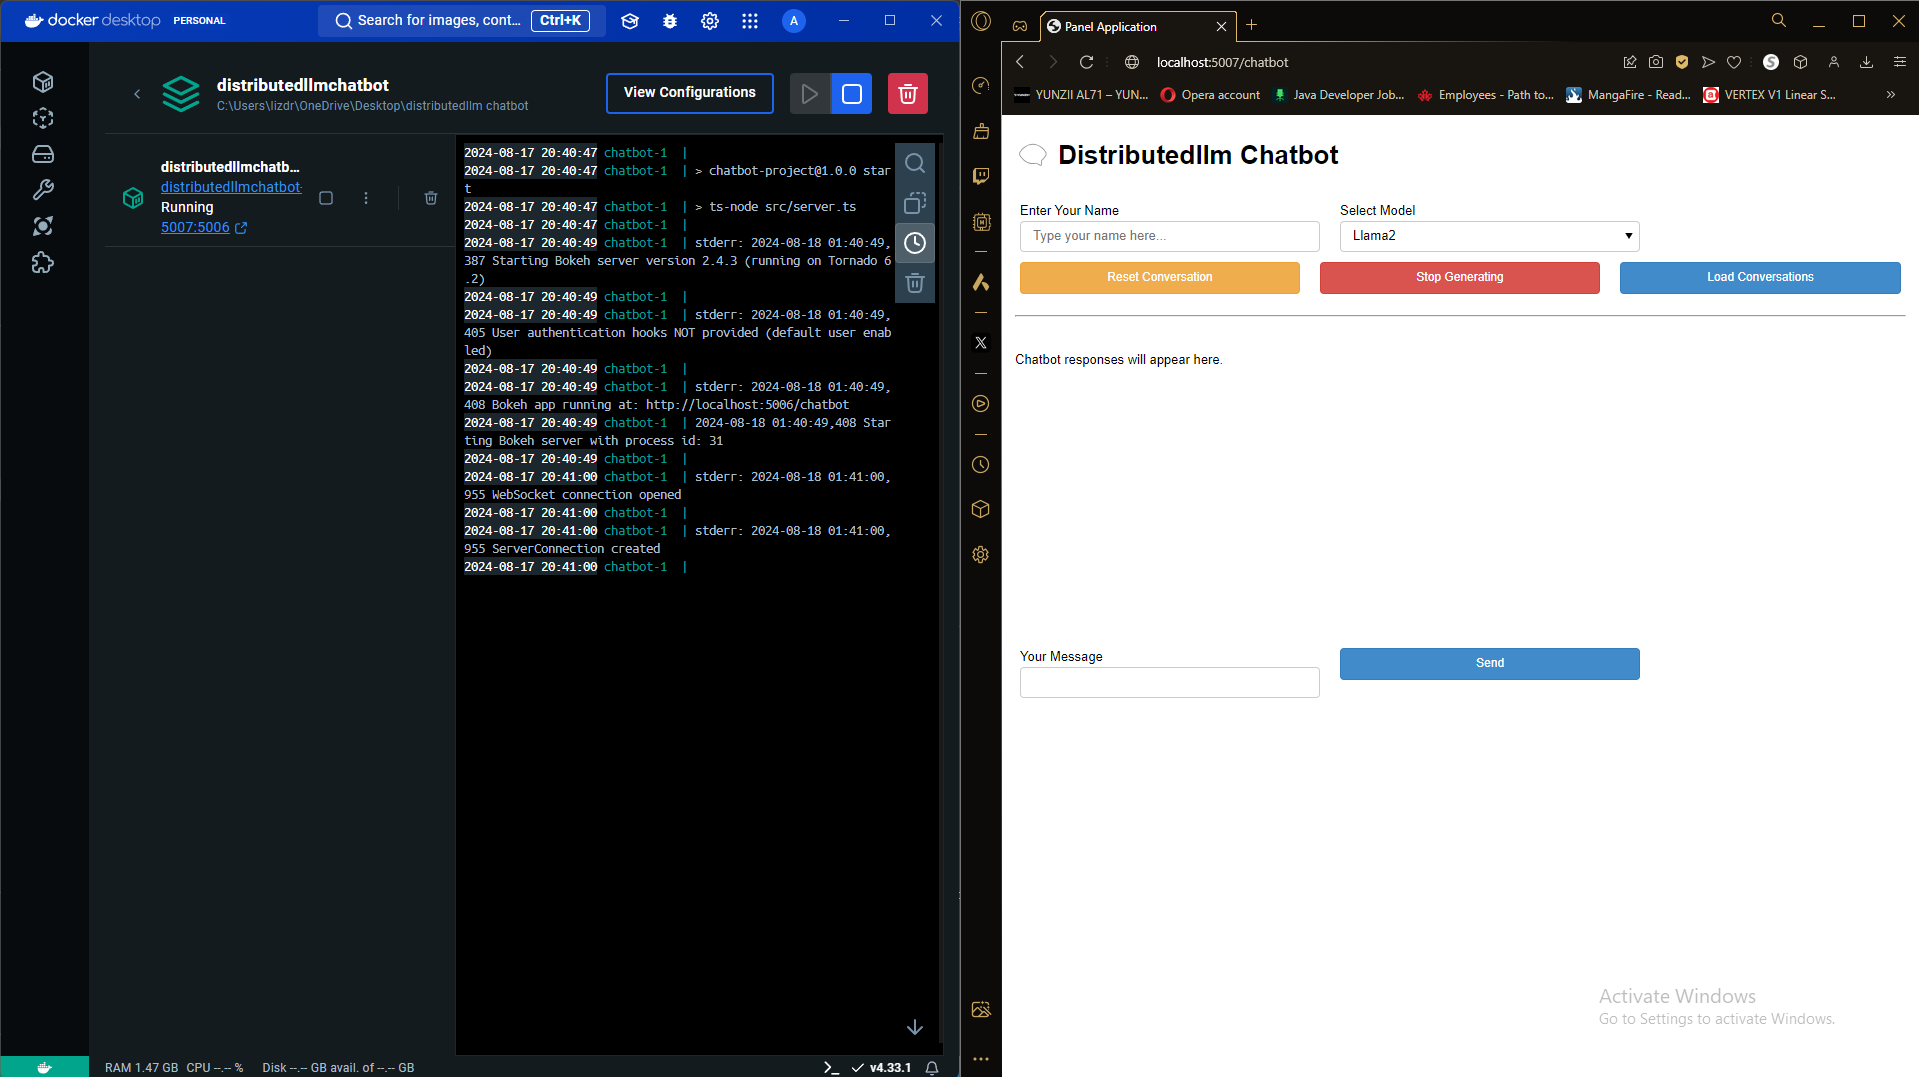 docker desktop PERSONAL
Search for images, cont... Ctrl+K
A
distributedllmchatbot
C:\Users\lizdr\OneDrive\Desktop\distributedllm chatbot
View Configurations
distributedllmchatb...
distributedllmchatbot-
Running
5007:5006
2024-08-17 20:40:47 chatbot-1 |
2024-08-17 20:40:47 chatbot-1 | > chatbot-project@1.0.0 star
t
2024-08-17 20:40:47 chatbot-1 | > ts-node src/server.ts
2024-08-17 20:40:47 chatbot-1 |
2024-08-17 20:40:49 chatbot-1 | stderr: 2024-08-18 01:40:49,
387 Starting Bokeh server version 2.4.3 (running on Tornado 6
.2)
2024-08-17 20:40:49 chatbot-1 |
2024-08-17 20:40:49 chatbot-1 | stderr: 2024-08-18 01:40:49,
405 User authentication hooks NOT provided (default user enab
led)
2024-08-17 20:40:49 chatbot-1 |
2024-08-17 20:40:49 chatbot-1 | stderr: 2024-08-18 01:40:49,
408 Bokeh app running at: http://localhost:5006/chatbot
2024-08-17 20:40:49 chatbot-1 | 2024-08-18 01:40:49,408 Star
ting Bokeh server with process id: 31
2024-08-17 20:40:49 chatbot-1 |
2024-08-17 20:41:00 chatbot-1 | stderr: 2024-08-18 01:41:00,
955 WebSocket connection opened
2024-08-17 20:41:00 chatbot-1 |
2024-08-17 20:41:00 chatbot-1 | stderr: 2024-08-18 01:41:00,
955 ServerConnection created
2024-08-17 20:41:00 chatbot-1 |
RAM 1.47 GB CPU --.-- % Disk --.-- GB avail. of --.-- GB
v4.33.1
Panel Application
localhost:5007/chatbot
YUNZII AL71 – YUN...
Opera account
Java Developer Job...
Employees - Path to...
MangaFire - Read...
VERTEX V1 Linear S...
Distributedllm Chatbot
Enter Your Name
Select Model
Type your name here...
Llama2
Reset Conversation
Stop Generating
Load Conversations
Chatbot responses will appear here.
Your Message
Send
Activate Windows
Go to Settings to activate Windows.